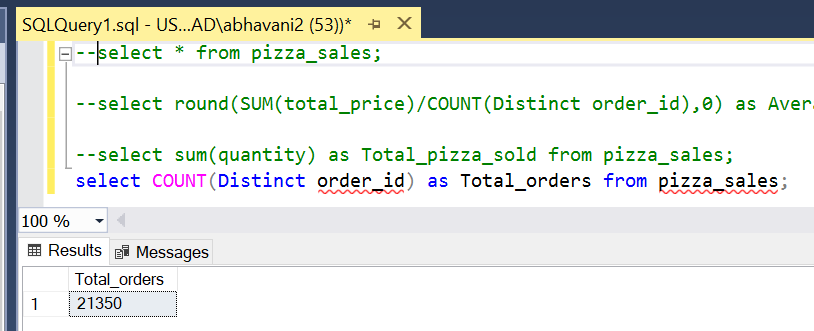 SQLQuery1.sql - US...AD\abhavani2 (53))*
--select * from pizza_sales;
--select round(SUM(total_price)/COUNT(Distinct order_id),0) as Avera
--select sum(quantity) as Total_pizza_sold from pizza_sales;
select COUNT(Distinct order_id) as Total_orders from pizza_sales;
100 %
Results Messages
Total_orders
1 21350